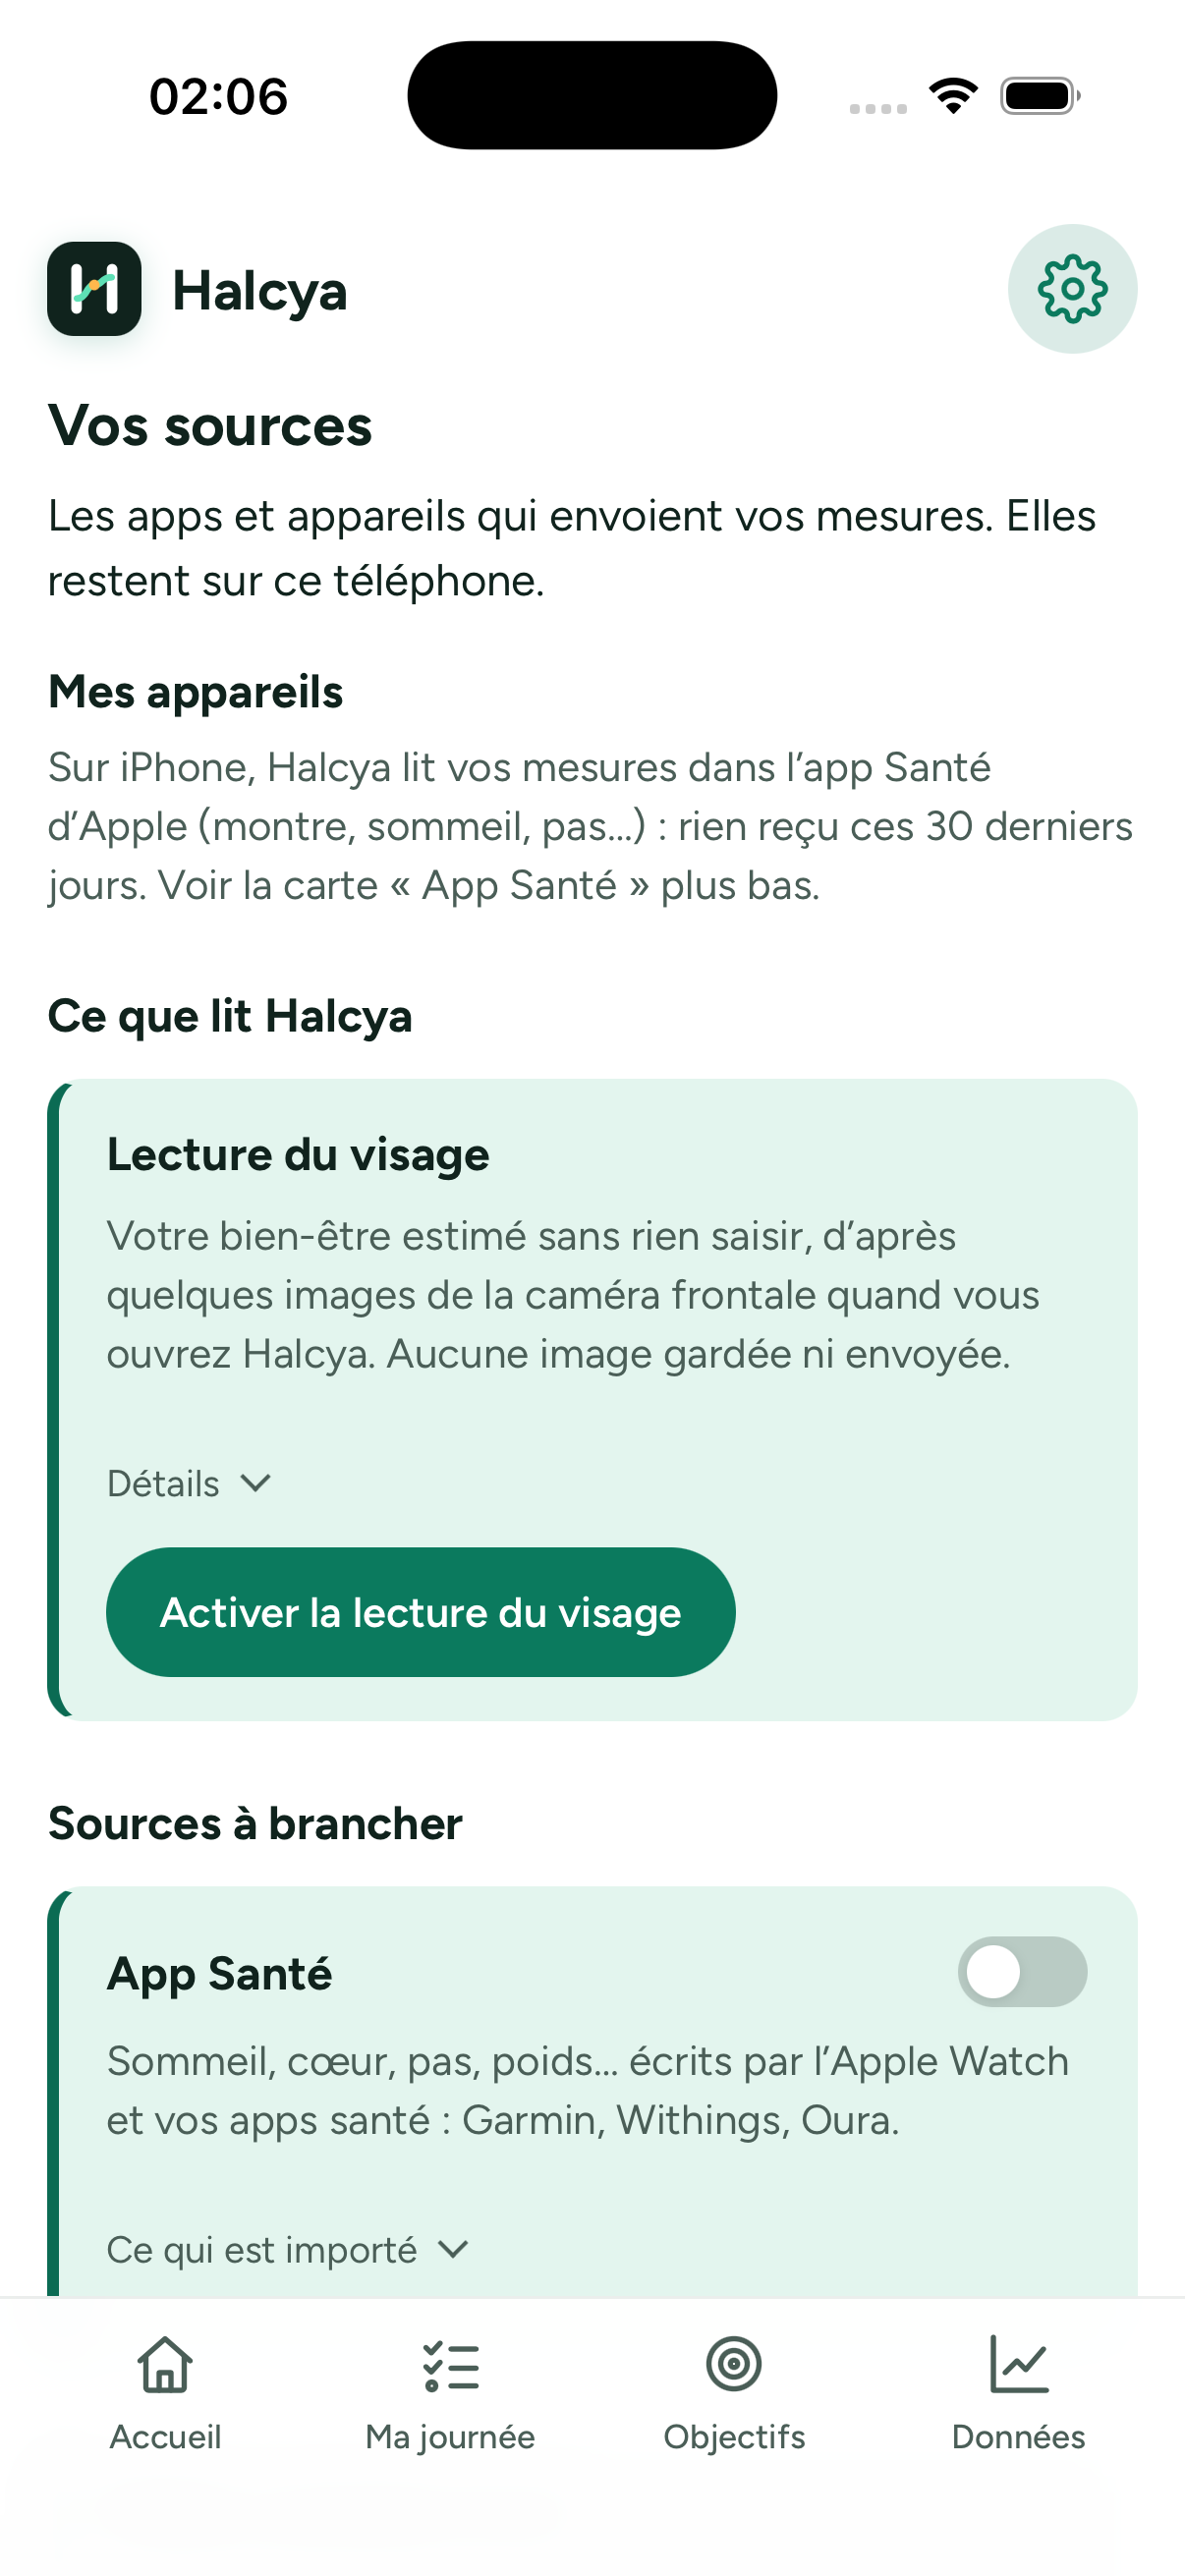 02:06
Halcya
Vos sources
Les apps et appareils qui envoient vos mesures. Elles
restent sur ce téléphone.
Mes appareils
Sur iPhone, Halcya lit vos mesures dans l’app Santé
d’Apple (montre, sommeil, pas…) : rien reçu ces 30 derniers
jours. Voir la carte « App Santé » plus bas.
Ce que lit Halcya
Lecture du visage
Votre bien-être estimé sans rien saisir, d’après
quelques images de la caméra frontale quand vous
ouvrez Halcya. Aucune image gardée ni envoyée.
Détails
Activer la lecture du visage
Sources à brancher
App Santé
Sommeil, cœur, pas, poids… écrits par l’Apple Watch
et vos apps santé : Garmin, Withings, Oura.
Ce qui est importé
Accueil
Ma journée
Objectifs
Données